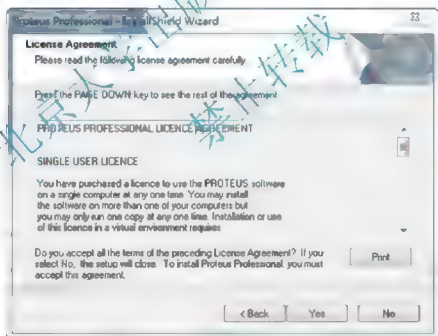 Proteus Professional - InstallShield Wizard
License Agreement
Please read the following license agreement carefully
Press the PAGE DOWN key to see the rest of the agreement
PROTEUS PROFESSIONAL LICENCE AGREEMENT
SINGLE USER LICENCE
You have purchased a licence to use the PROTEUS software
on a single computer at any one time. You may install
the software on more than one of your computers but
you may only run one copy at any one time. Installation or use
of this licence in a virtual environment requires
Do you accept all the terms of the preceding License Agreement? If you
select No, the setup will close. To install Proteus Professional, you must
accept this agreement.
Print
< Back
Yes
No
北京大学出版
禁止转载